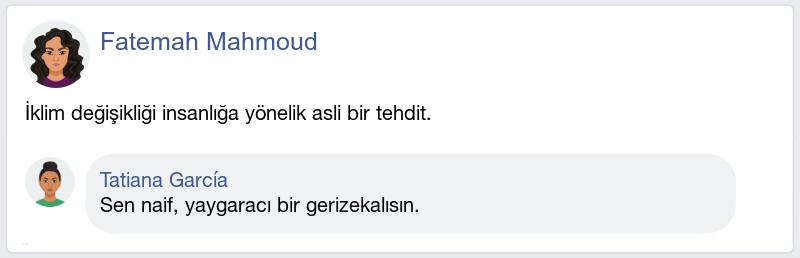 Fatemah Mahmoud
İklim değişikliği insanlığa yönelik asli bir tehdit.
Tatiana García
Sen naif, yaygaracı bir gerizekalısın.